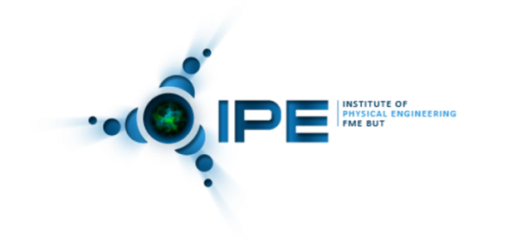 IPE
INSTITUTE OF
PHYSICAL ENGINEERING
FME BUT